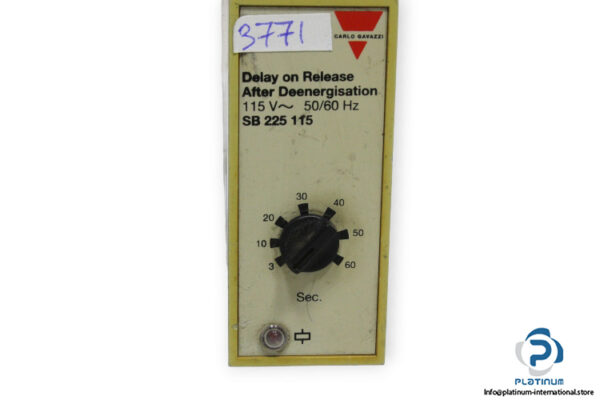 3771
CARLO GAVAZZI
Delay on Release
After Deenergisation
115 V~ 50/60 Hz
SB 225 115
30
20 40
10 50
3 60
Sec.
PLATINUM
Info@platinum-international.store